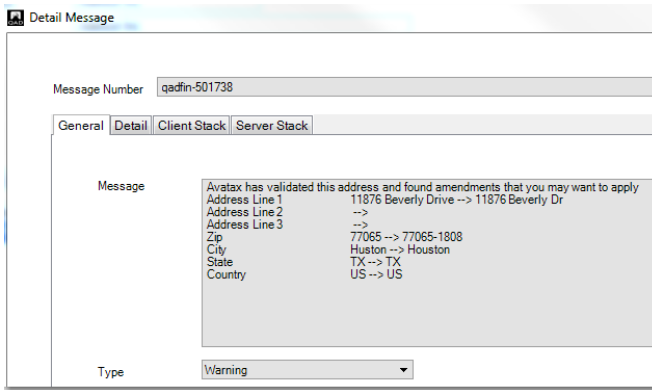 QAD
Detail Message
Message Number qadfin-501738
General Detail Client Stack Server Stack
Message Avatax has validated this address and found amendments that you may want to apply
Address Line 1 11876 Beverly Drive --> 11876 Beverly Dr
Address Line 2 -->
Address Line 3 -->
Zip 77065 --> 77065-1808
City Huston --> Houston
State TX --> TX
Country US --> US
Type Warning